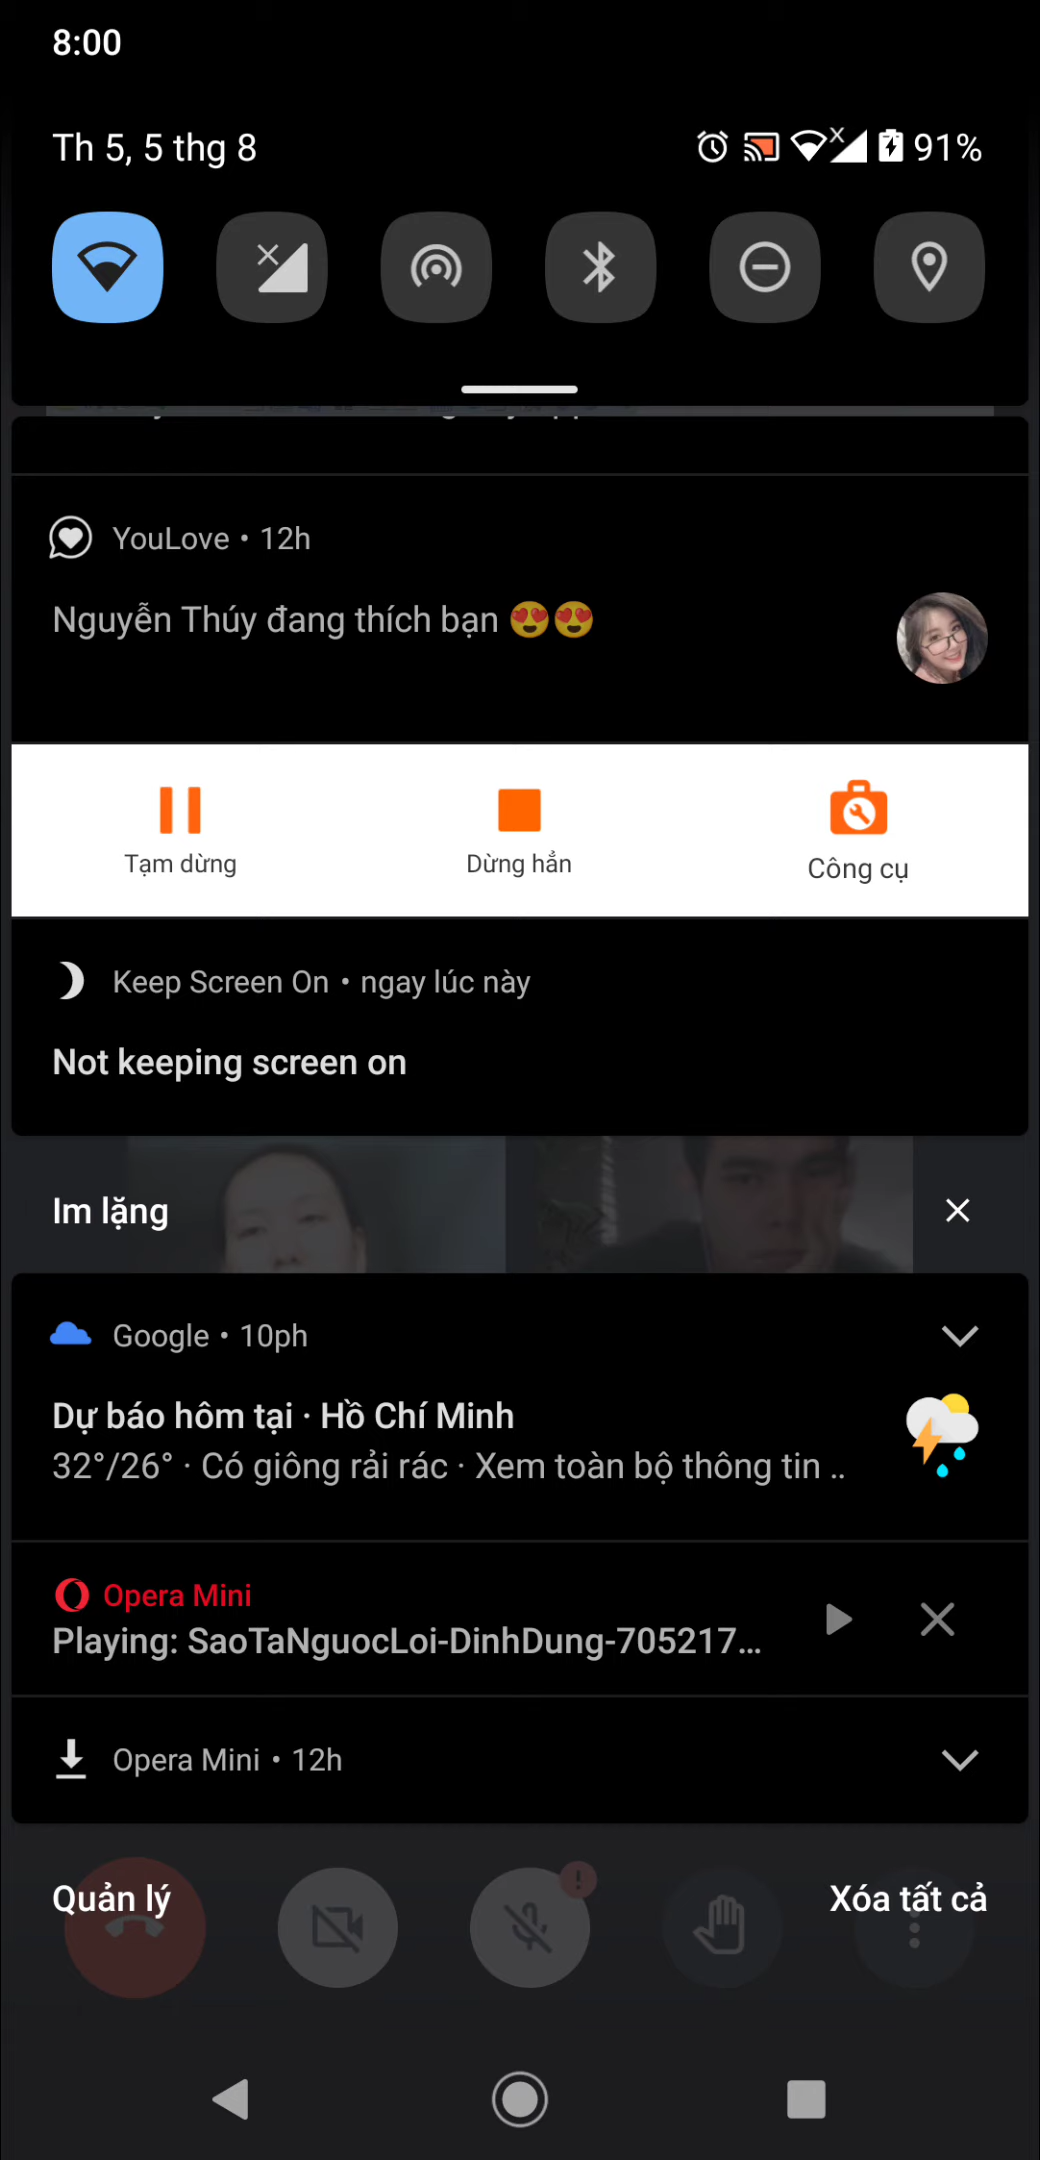 8:00
Th 5, 5 thg 8
91%
YouLove • 12h
Nguyễn Thúy đang thích bạn 😍😍
Tạm dừng
Dừng hẳn
Công cụ
Keep Screen On • ngay lúc này
Not keeping screen on
Im lặng
Google • 10ph
Dự báo hôm tại · Hồ Chí Minh
32°/26° · Có giông rải rác · Xem toàn bộ thông tin ..
Opera Mini
Playing: SaoTaNguocLoi-DinhDung-705217...
Opera Mini • 12h
Quản lý
Xóa tất cả